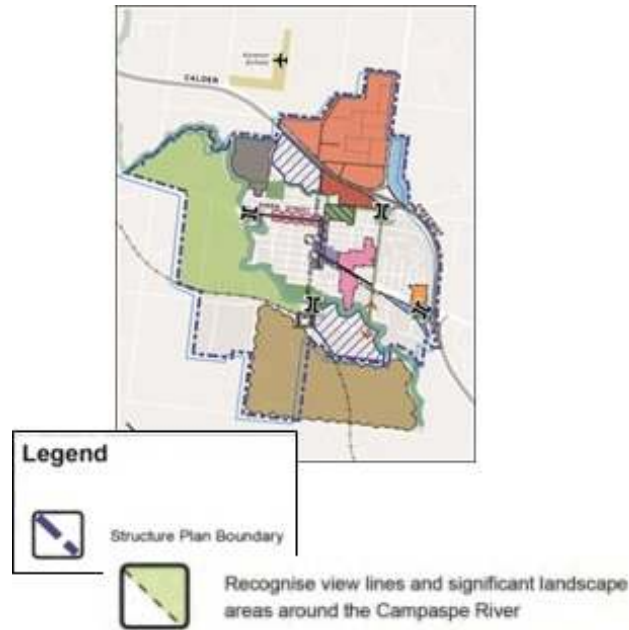 CALDER
Legend
Structure Plan Boundary
Recognise view lines and significant landscape
areas around the Campaspe River